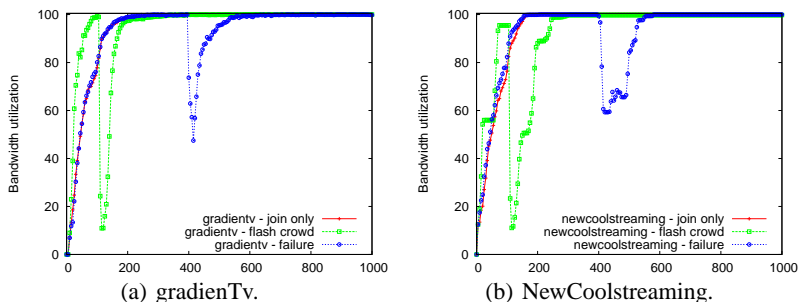 100
80
60
40
20
0
Bandwidth utilization
gradientv - join only
gradientv - flash crowd
gradientv - failure
0 200 400 600 800 1000
(a) gradienTv.
100
80
60
40
20
0
Bandwidth utilization
newcoolstreaming - join only
newcoolstreaming - flash crowd
newcoolstreaming - failure
0 200 400 600 800 1000
(b) NewCoolstreaming.